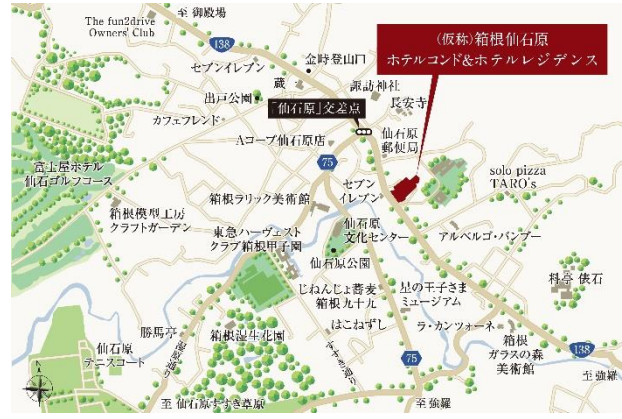 至 御殿場
The fun2drive
Owners' Club
138
セブンイレブン
金時登山口
蔵
諏訪神社
出戸公園
長安寺
カフェフレンド
「仙石原」交差点
(仮称)箱根仙石原
ホテルコンド&ホテルレジデンス
Aコープ仙石原店
仙石原
郵便局
75
富士屋ホテル
仙石ゴルフコース
solo pizza
TARO's
セブン
イレブン
箱根ラリック美術館
箱根模型工房
クラフトガーデン
東急ハーヴェスト
クラブ箱根甲子園
仙石原
文化センター
アルベルゴ・バンブー
仙石原公園
料亭 俵石
じねんじょ蕎麦
箱根九十九
星の王子さま
ミュージアム
はこねずし
ラ・カンツォーネ
勝馬亭
箱根湿生花園
仙石原
テニスコート
湿原通り
すすき通り
箱根
ガラスの森
美術館
138
至 強羅
75
至 仙石原すすき草原
至 強羅